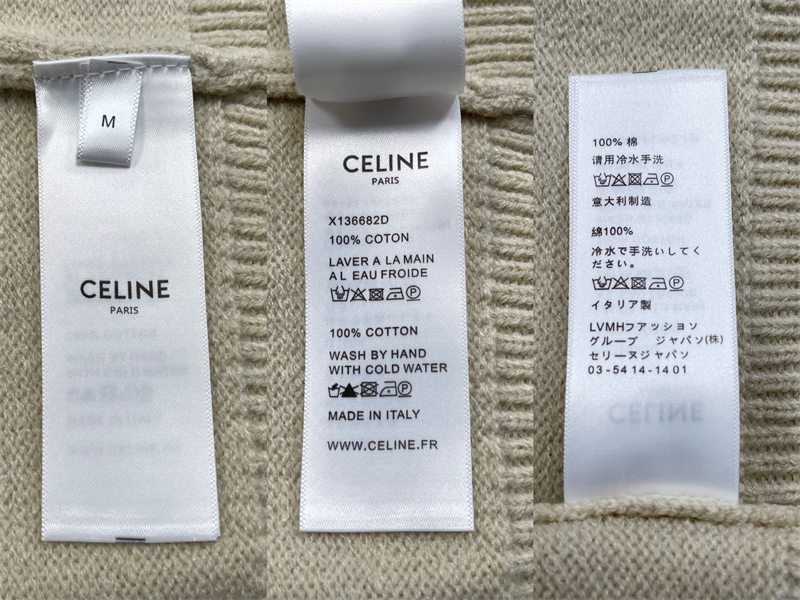 M
CELINE
PARIS
CELINE
PARIS
X136682D
100% COTON
LAVER A LA MAIN
A L EAU FROIDE
100% COTTON
WASH BY HAND
WITH COLD WATER
MADE IN ITALY
WWW.CELINE.FR
100% 棉
请用冷水手洗
意大利制造
綿100%
冷水で手洗いしてく
ださい。
イタリア製
LVMHファアッショソ
グループ ジャパソ(株)
セリーヌジャパソ
03-5414-1401